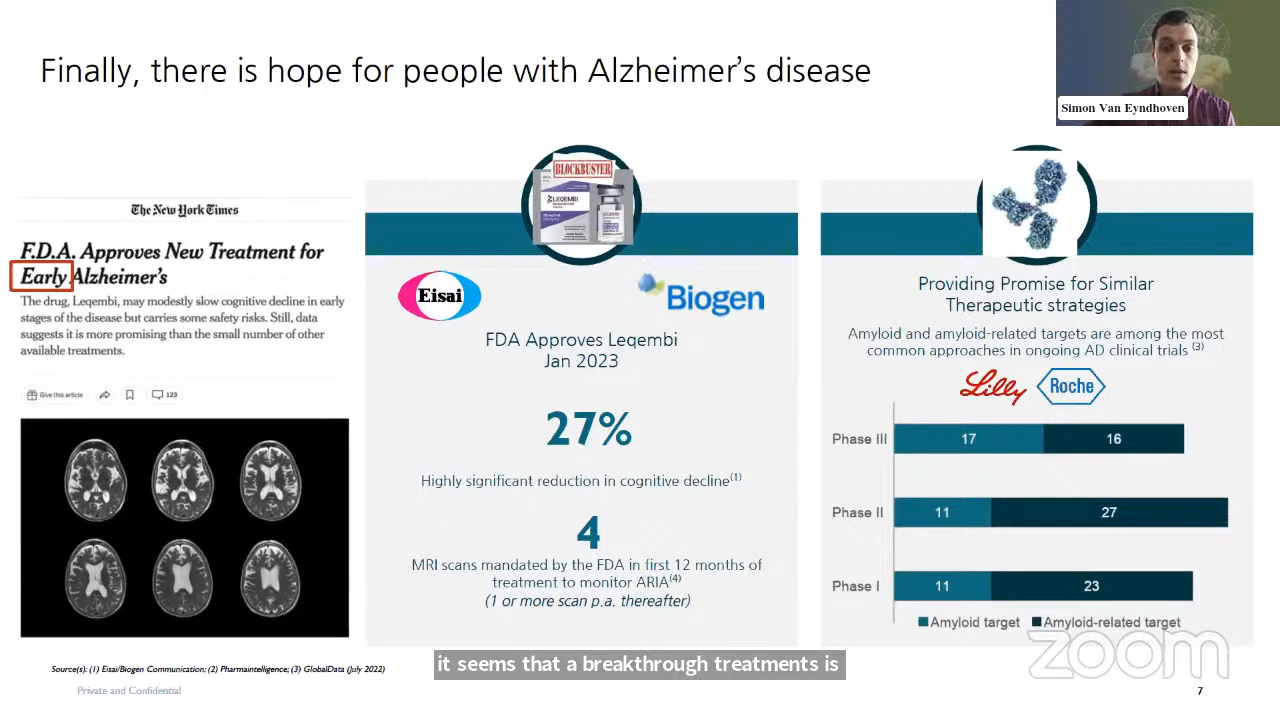 Finally, there is hope for people with Alzheimer's disease
Simon Van Eyndhoven
The New York Times
F.D.A. Approves New Treatment for
Early Alzheimer's
The drug, Leqembi, may modestly slow cognitive decline in early
stages of the disease but carries some safety risks. Still, data
suggests it is more promising than the small number of other
available treatments.
Give this article
123
BLOCKBUSTER
LEQEMBI
Eisai
Biogen
FDA Approves Leqembi
Jan 2023
27%
Highly significant reduction in cognitive decline(1)
4
MRI scans mandated by the FDA in first 12 months of
treatment to monitor ARIA(4)
(1 or more scan p.a. thereafter)
Providing Promise for Similar
Therapeutic strategies
Amyloid and amyloid-related targets are among the most
common approaches in ongoing AD clinical trials (3)
Lilly
Roche
Phase III 17 16
Phase II 11 27
Phase I 11 23
Amyloid target Amyloid-related target
zoom
it seems that a breakthrough treatments is
Source(s): (1) Eisai/Biogen Communication; (2) Pharmaintelligence; (3) GlobalData (July 2022)
Private and Confidential
7